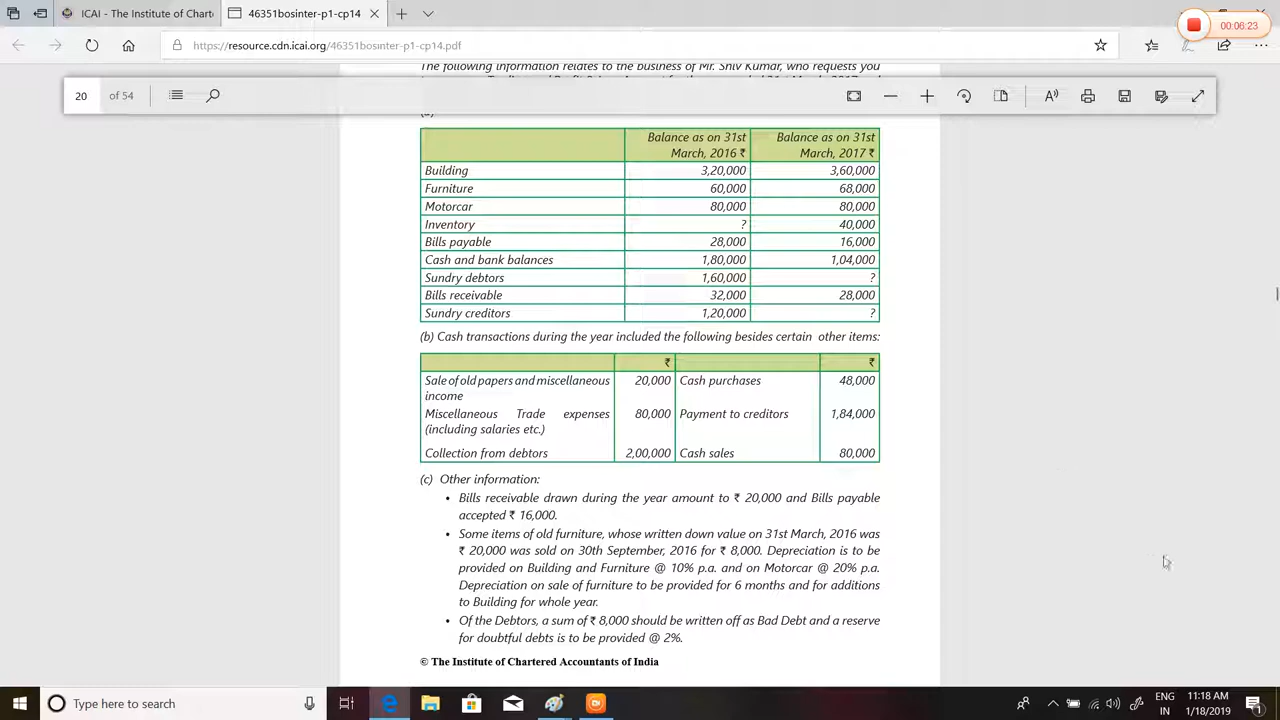 ICAI - The Institute of Chart
46351bosinter-p1-cp14
00:06:23
https://resource.cdn.icai.org/46351bosinter-p1-cp14.pdf
The following information relates to the business of Mr. Shiv Kumar, who requests you
20 of 54
Balance as on 31st March, 2016 ₹ Balance as on 31st March, 2017 ₹
Building 3,20,000 3,60,000
Furniture 60,000 68,000
Motorcar 80,000 80,000
Inventory ? 40,000
Bills payable 28,000 16,000
Cash and bank balances 1,80,000 1,04,000
Sundry debtors 1,60,000 ?
Bills receivable 32,000 28,000
Sundry creditors 1,20,000 ?
(b) Cash transactions during the year included the following besides certain other items:
₹ ₹
Sale of old papers and miscellaneous income 20,000 Cash purchases 48,000
Miscellaneous Trade expenses (including salaries etc.) 80,000 Payment to creditors 1,84,000
Collection from debtors 2,00,000 Cash sales 80,000
(c) Other information:
• Bills receivable drawn during the year amount to ₹ 20,000 and Bills payable
accepted ₹ 16,000.
• Some items of old furniture, whose written down value on 31st March, 2016 was
₹ 20,000 was sold on 30th September, 2016 for ₹ 8,000. Depreciation is to be
provided on Building and Furniture @ 10% p.a. and on Motorcar @ 20% p.a.
Depreciation on sale of furniture to be provided for 6 months and for additions
to Building for whole year.
• Of the Debtors, a sum of ₹ 8,000 should be written off as Bad Debt and a reserve
for doubtful debts is to be provided @ 2%.
© The Institute of Chartered Accountants of India
Type here to search
ENG
IN
11:18 AM
1/18/2019